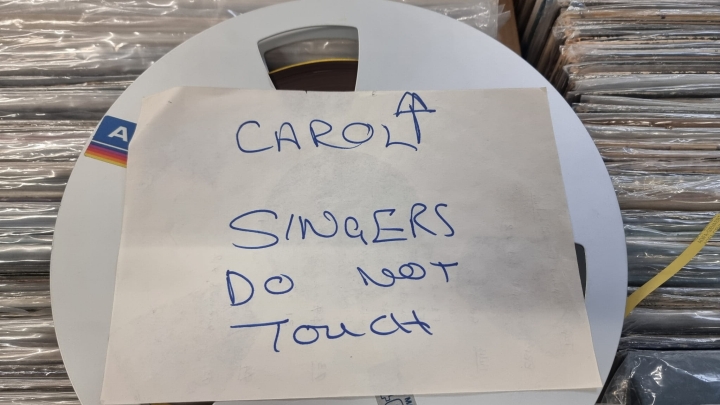 CAROL↑
SINGERS
DO NOT
TOUCH
A